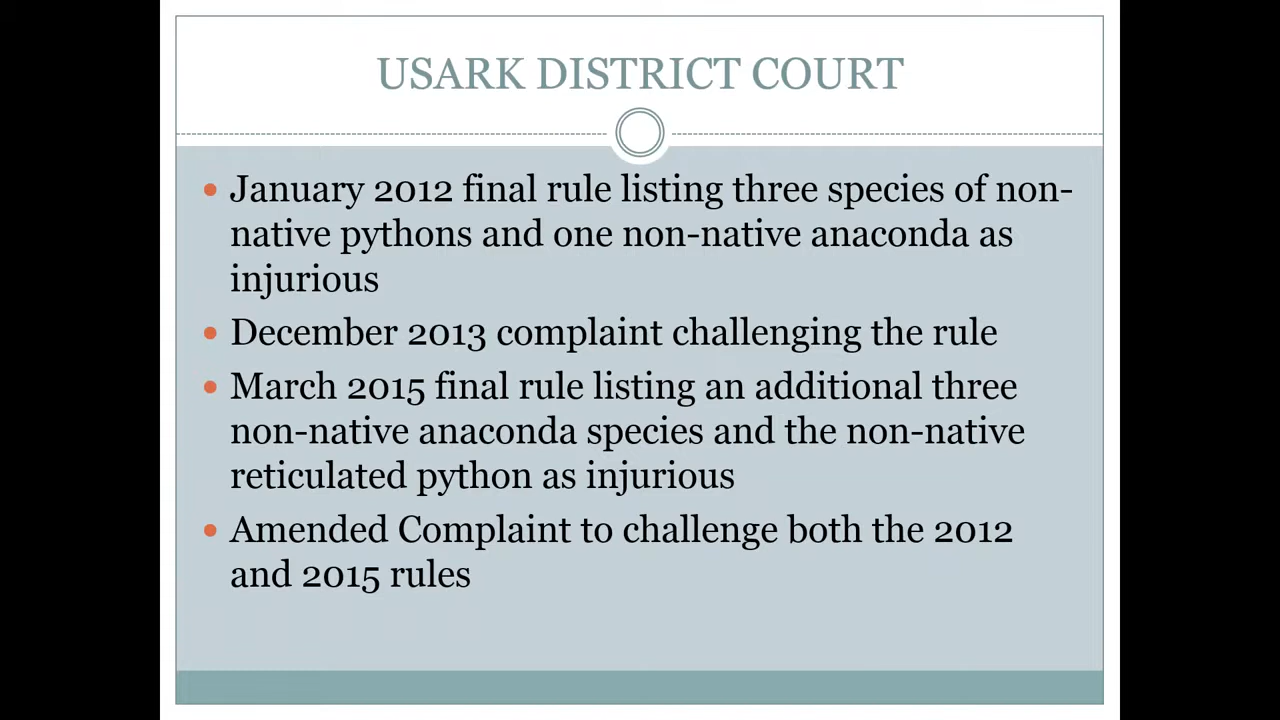 USARK DISTRICT COURT
• January 2012 final rule listing three species of non-
native pythons and one non-native anaconda as
injurious
• December 2013 complaint challenging the rule
• March 2015 final rule listing an additional three
non-native anaconda species and the non-native
reticulated python as injurious
• Amended Complaint to challenge both the 2012
and 2015 rules